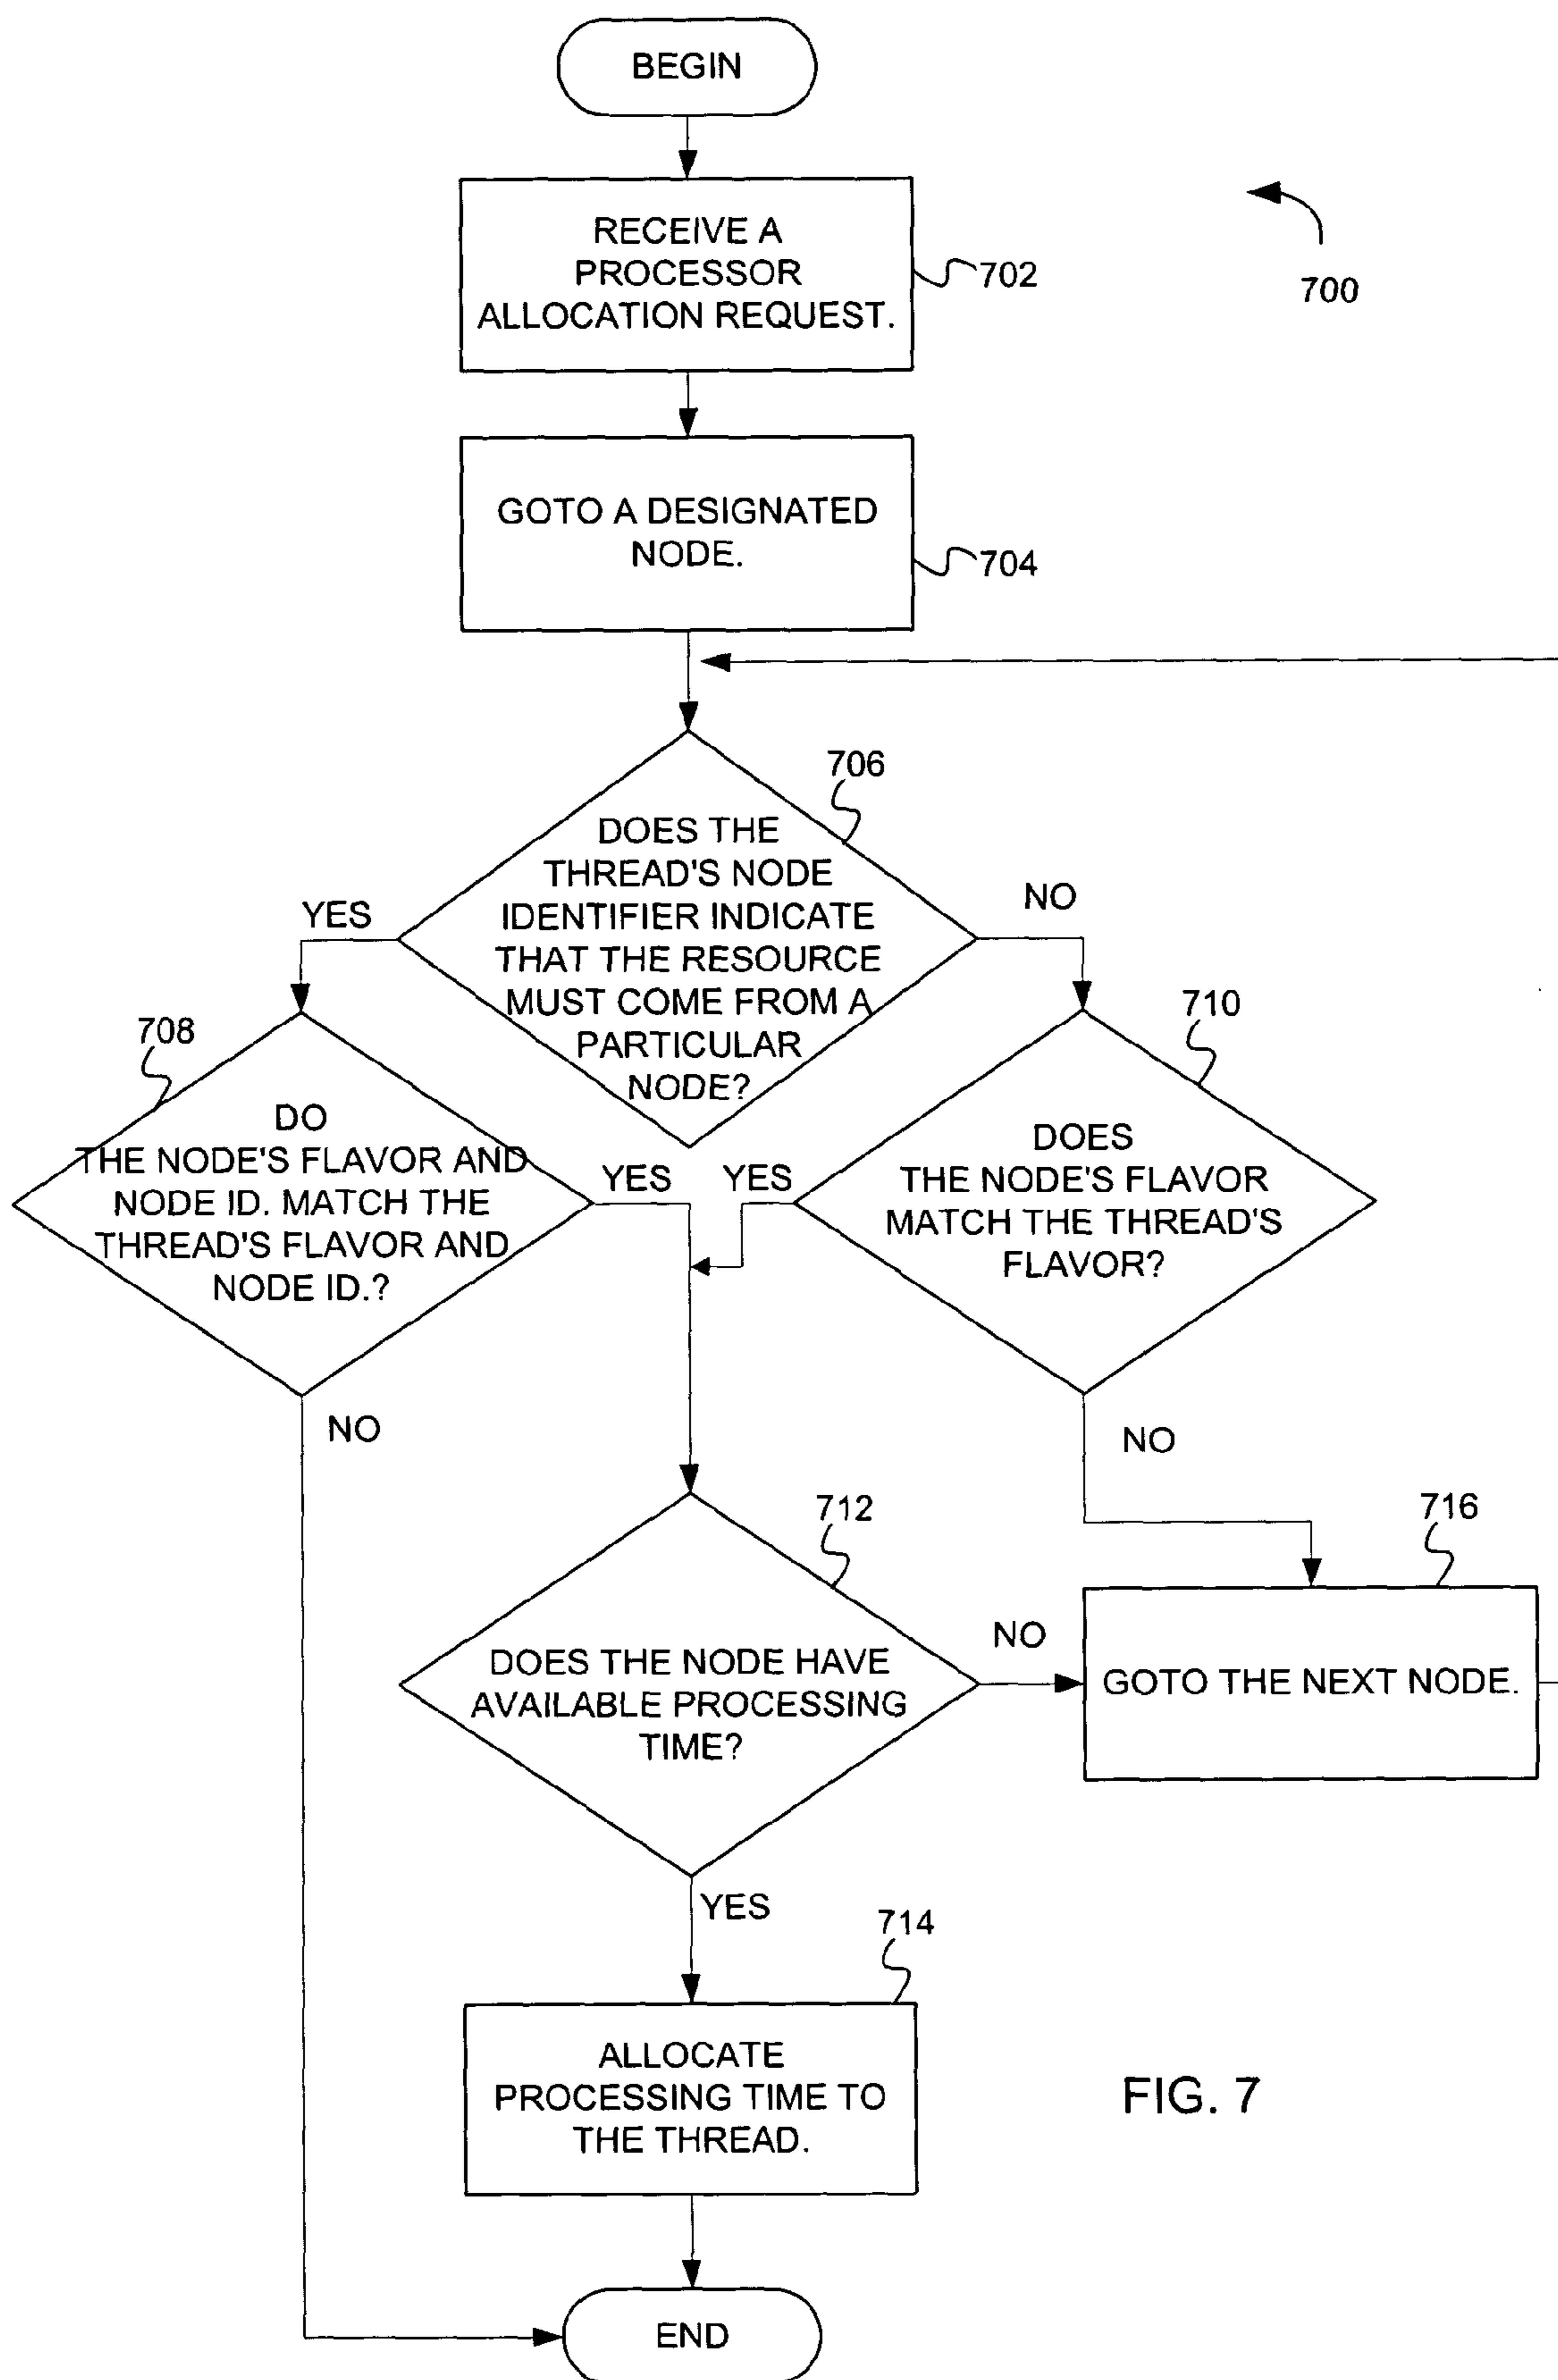 BEGIN
RECEIVE A
PROCESSOR
ALLOCATION REQUEST.
702
700
GOTO A DESIGNATED
NODE.
704
706
DOES THE
THREAD'S NODE
IDENTIFIER INDICATE
THAT THE RESOURCE
MUST COME FROM A
PARTICULAR
NODE?
YES
NO
708
DO
THE NODE'S FLAVOR AND
NODE ID. MATCH THE
THREAD'S FLAVOR AND
NODE ID.?
YES
NO
710
DOES
THE NODE'S FLAVOR
MATCH THE THREAD'S
FLAVOR?
YES
NO
712
DOES THE NODE HAVE
AVAILABLE PROCESSING
TIME?
NO
716
GOTO THE NEXT NODE.
YES
714
ALLOCATE
PROCESSING TIME TO
THE THREAD.
FIG. 7
END